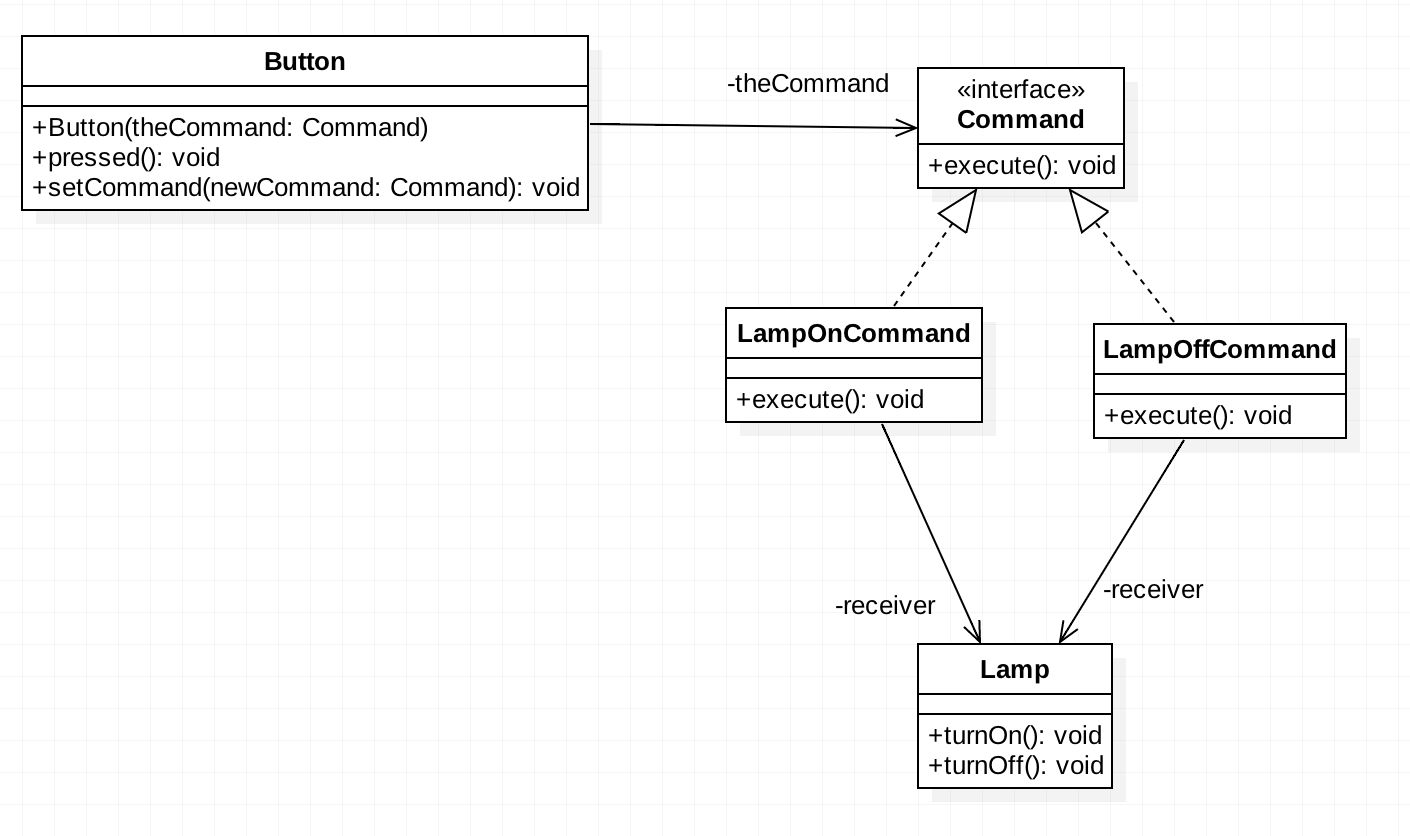 Button
+Button(theCommand: Command)
+pressed(): void
+setCommand(newCommand: Command): void
-theCommand
«interface»
Command
+execute(): void
LampOnCommand
+execute(): void
LampOffCommand
+execute(): void
-receiver
-receiver
Lamp
+turnOn(): void
+turnOff(): void